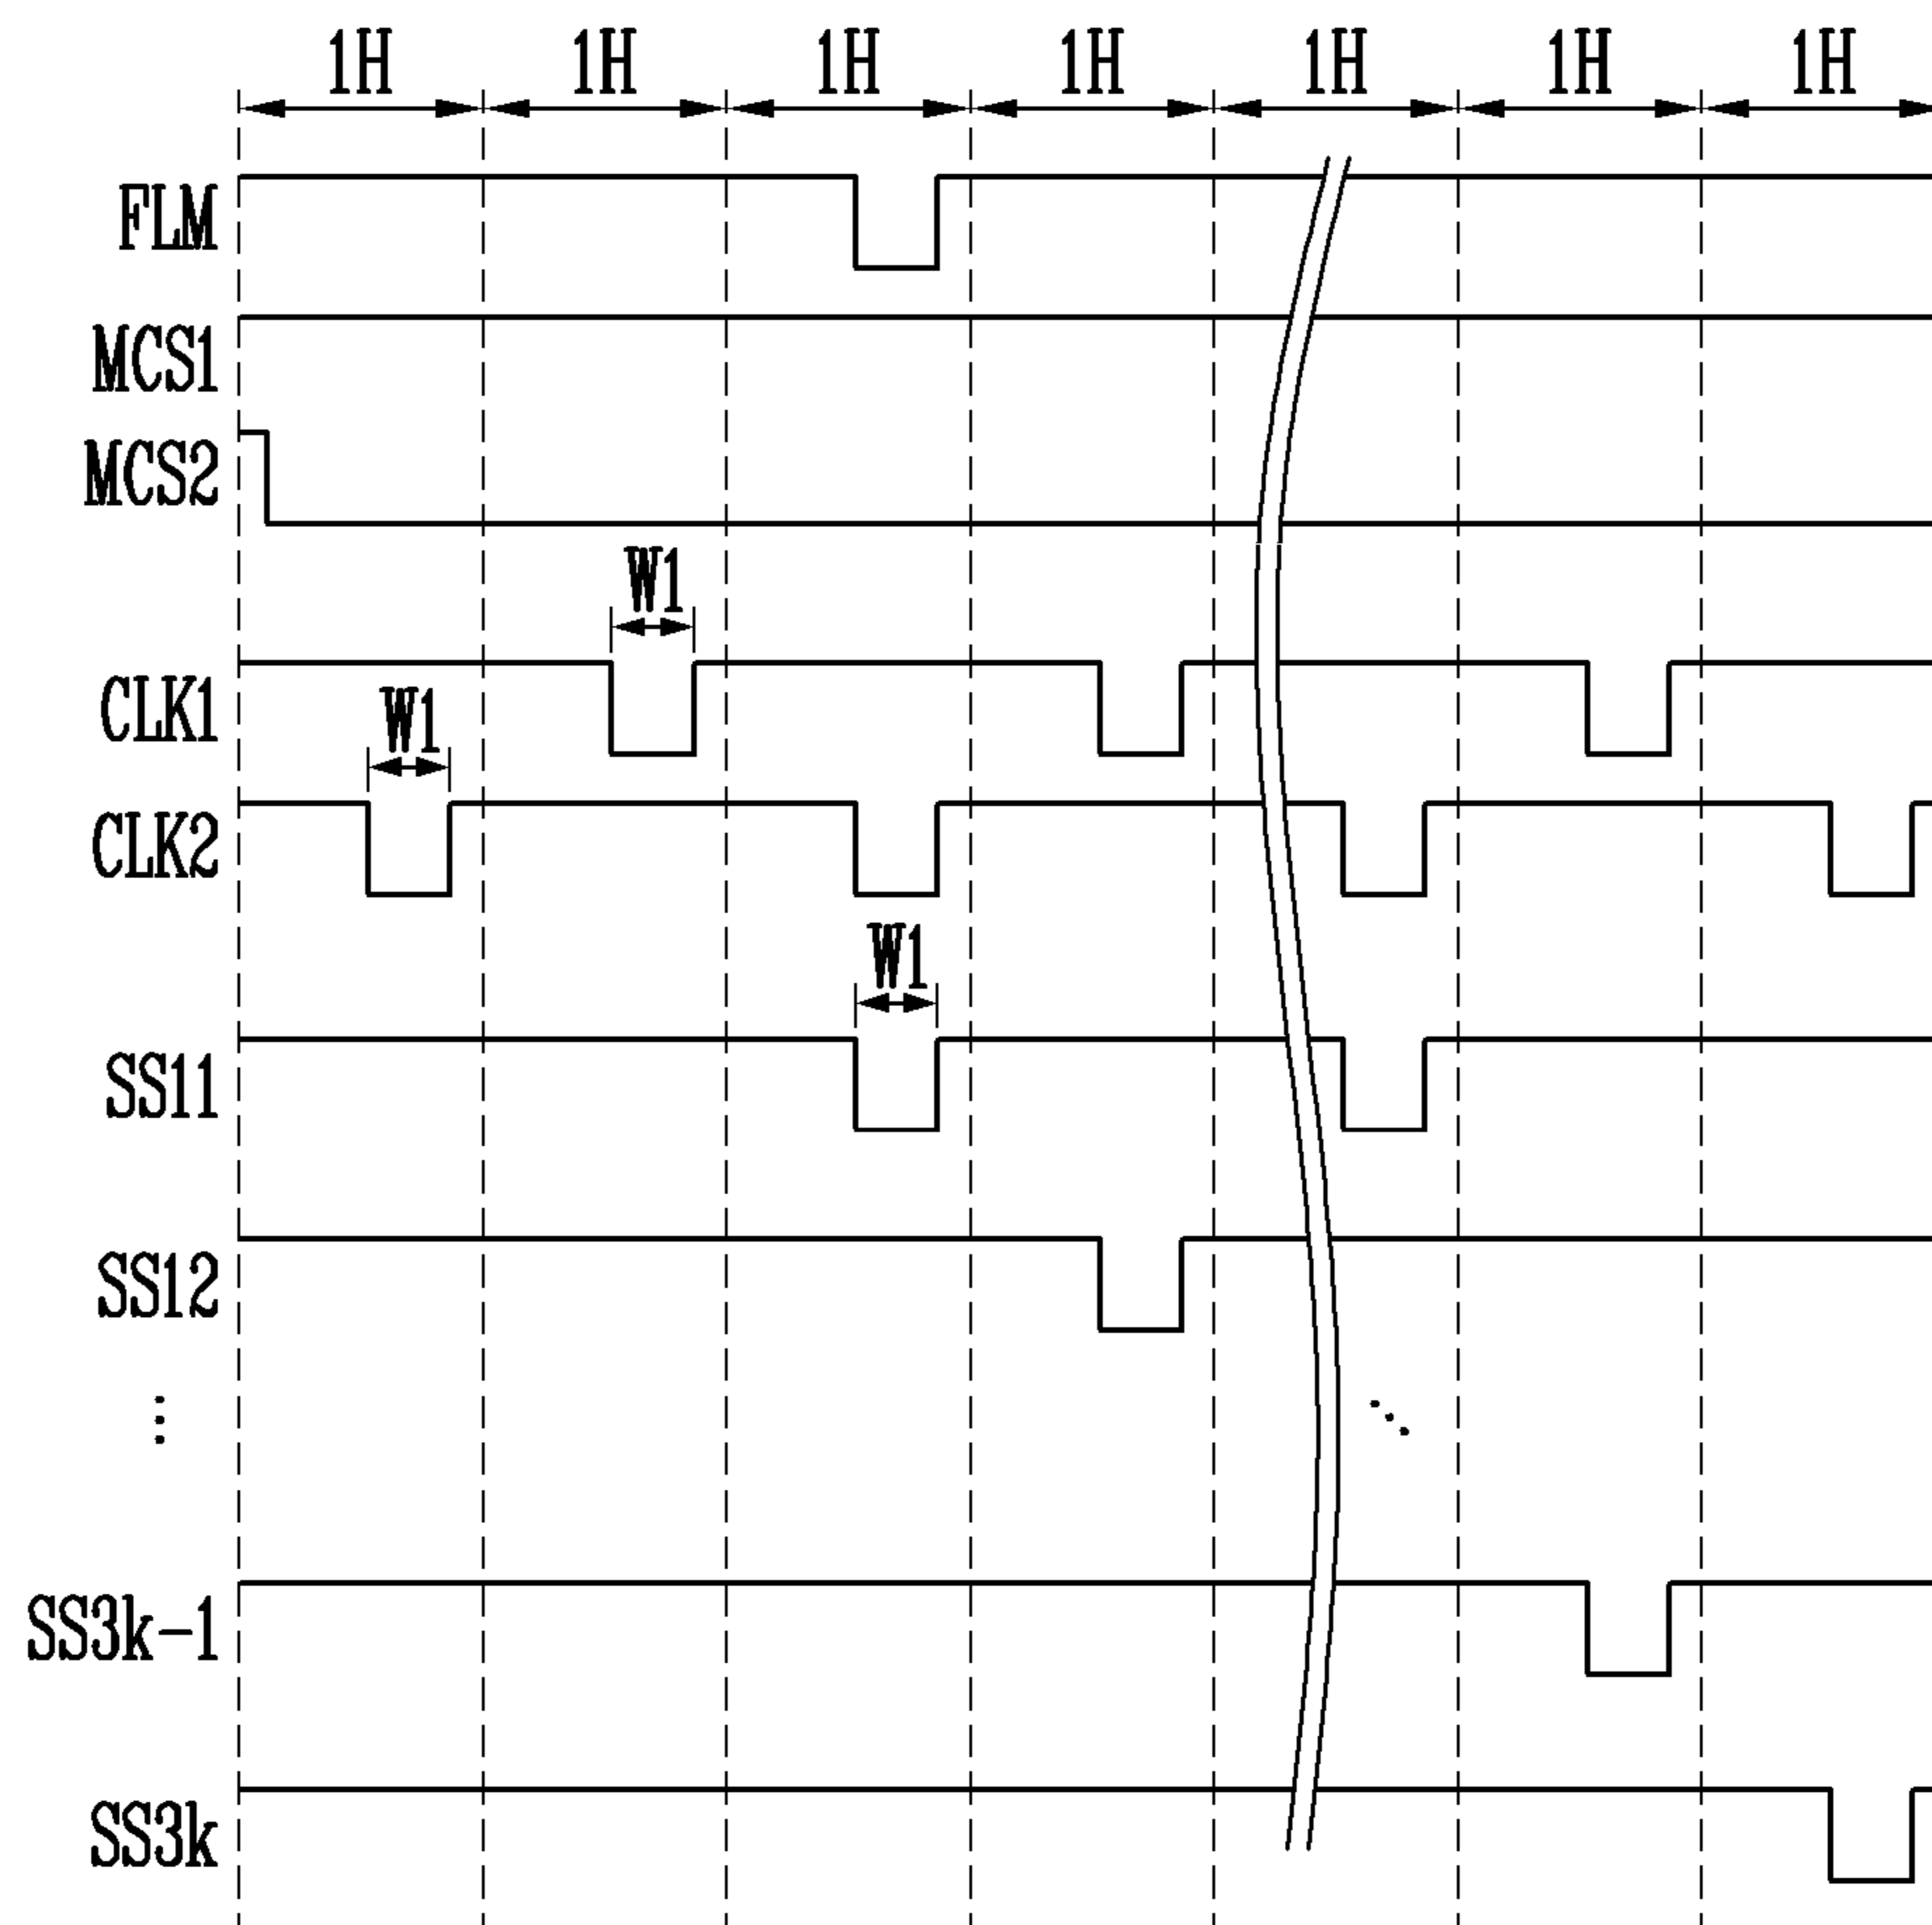 1H 1H 1H 1H 1H 1H 1H
FLM
MCS1
MCS2
W1
CLK1
W1
CLK2
W1
SS11
SS12
⋮
SS3k-1
SS3k